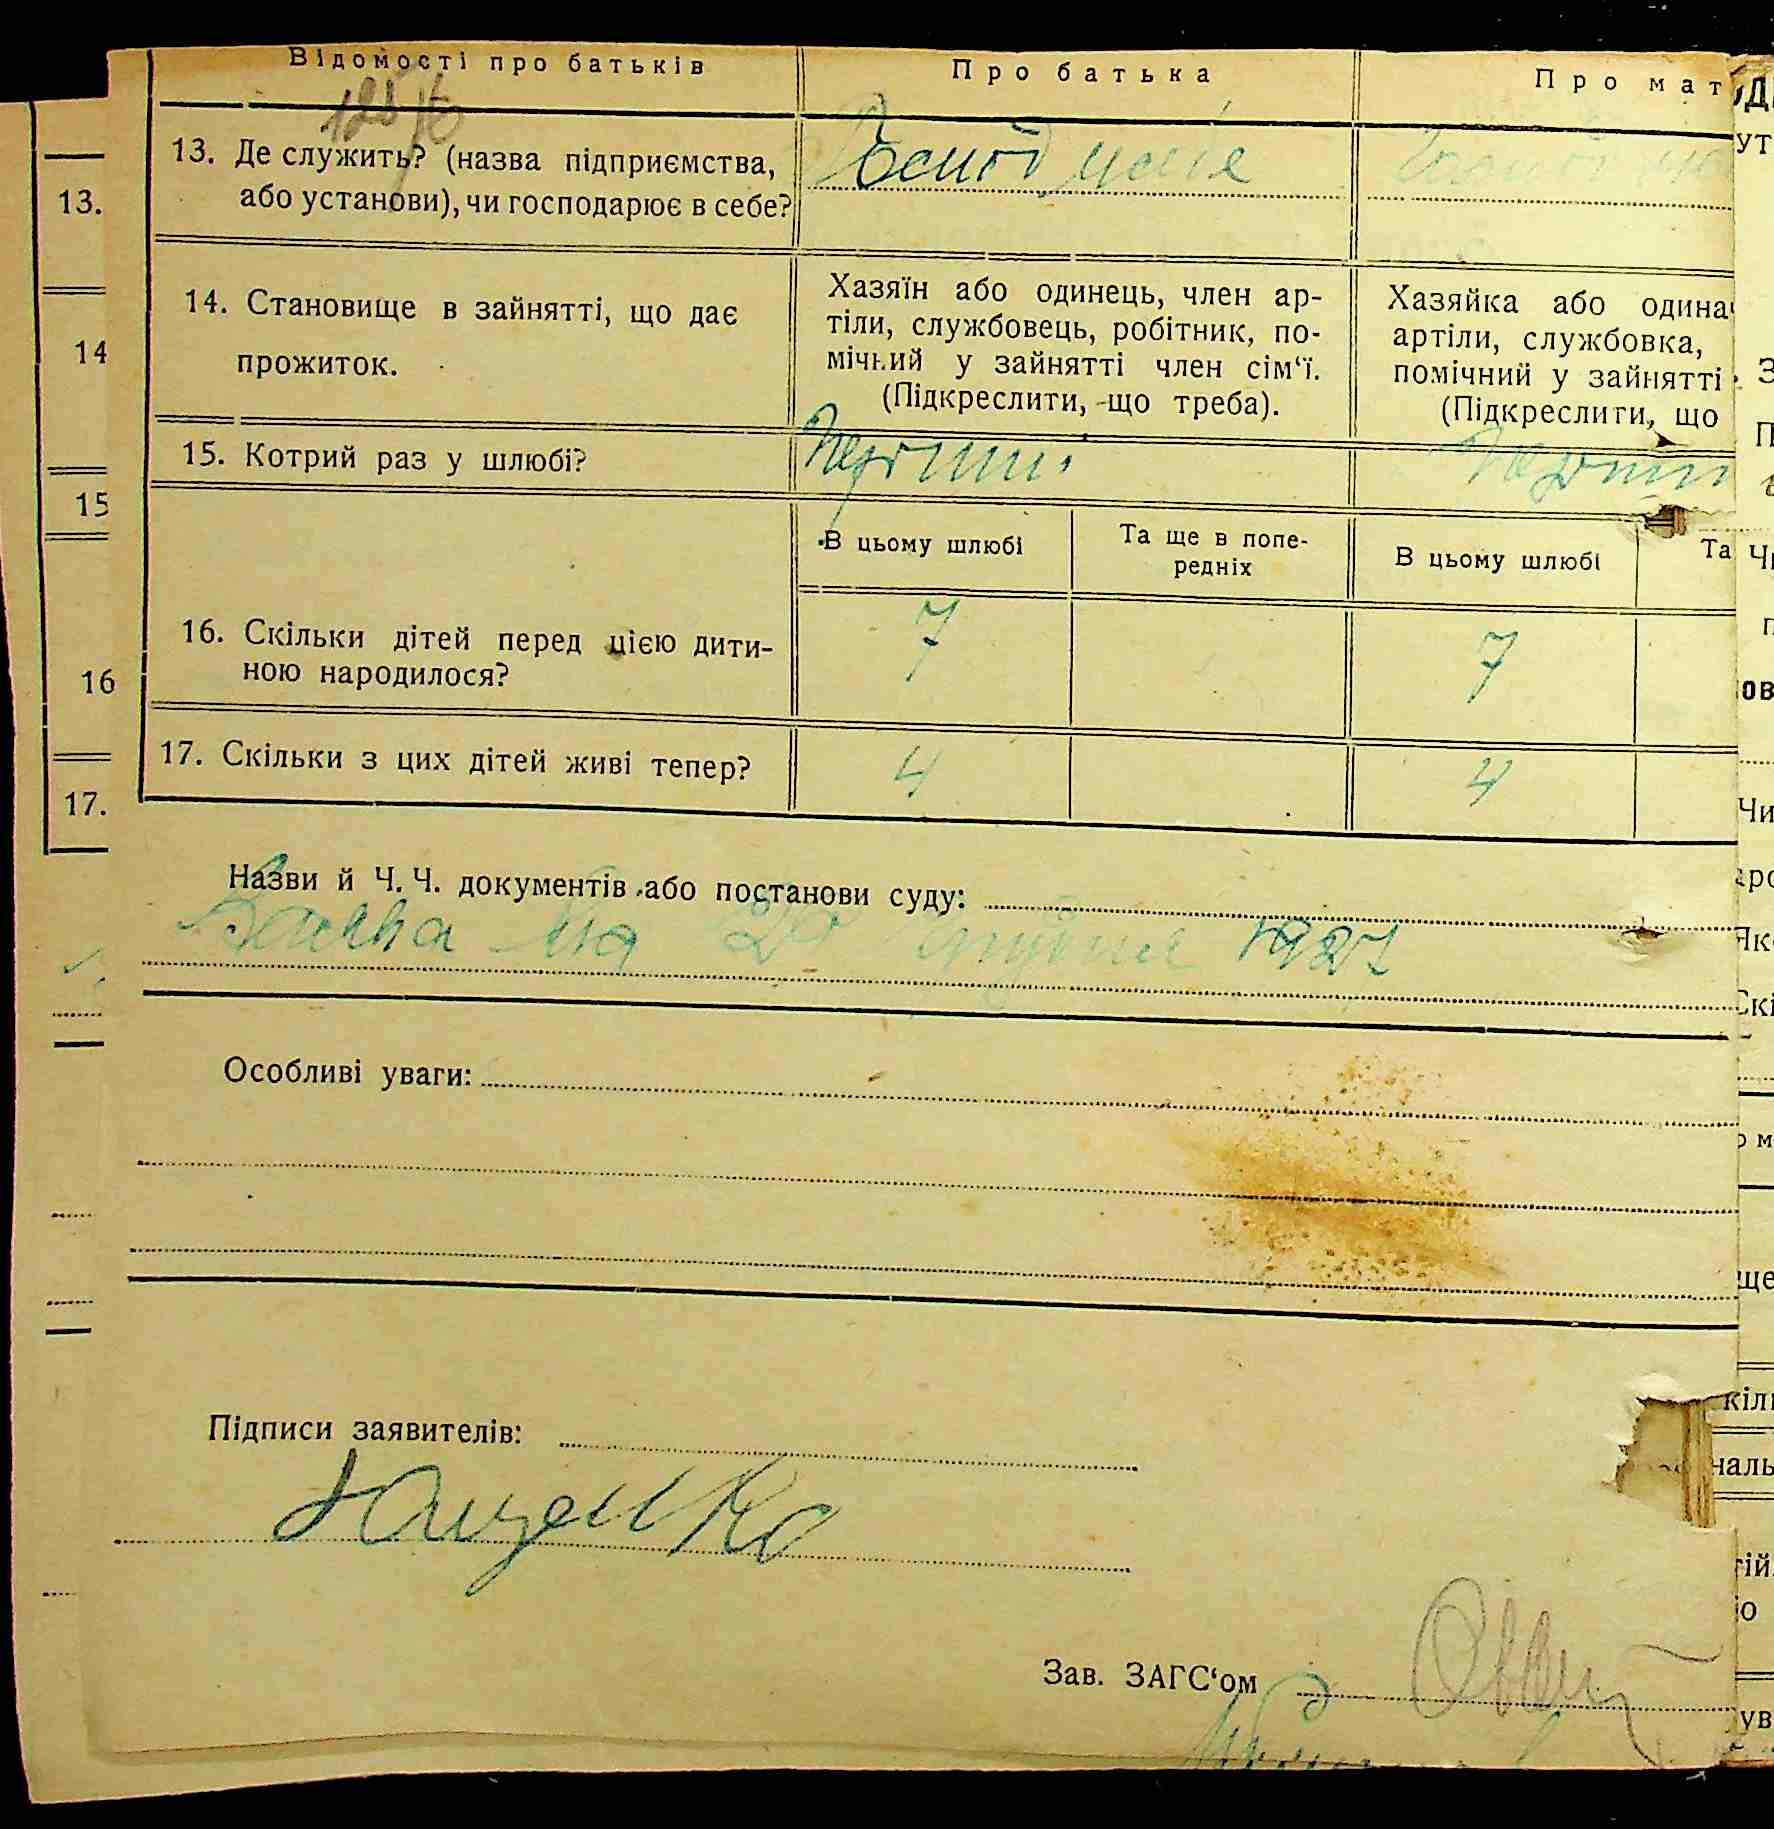 Відомості про батьків Про батька Про мат
13. Де служить? (назва підприємства,
або установи), чи господарює в себе?
14. Становище в зайнятті, що дає
прожиток.
Хазяїн або одинець, член ар-
тіли, службовець, робітник, по-
мічний у зайнятті член сім‘ї.
(Підкреслити, що треба).
Хазяйка або одина
артіли, службовка,
помічний у зайнятті
(Підкреслити, що
15. Котрий раз у шлюбі?
В цьому шлюбі Та ще в попе-
редніх
В цьому шлюбі Та
16. Скільки дітей перед цією дити-
ною народилося?
7 7
17. Скільки з цих дітей живі тепер? 4 4
Назви й Ч. Ч. документів або постанови суду:
на 20 грудня 1927
Особливі уваги:
Підписи заявителів:
Ющенко
Зав. ЗАГС‘ом
13.
14
15
16
17.